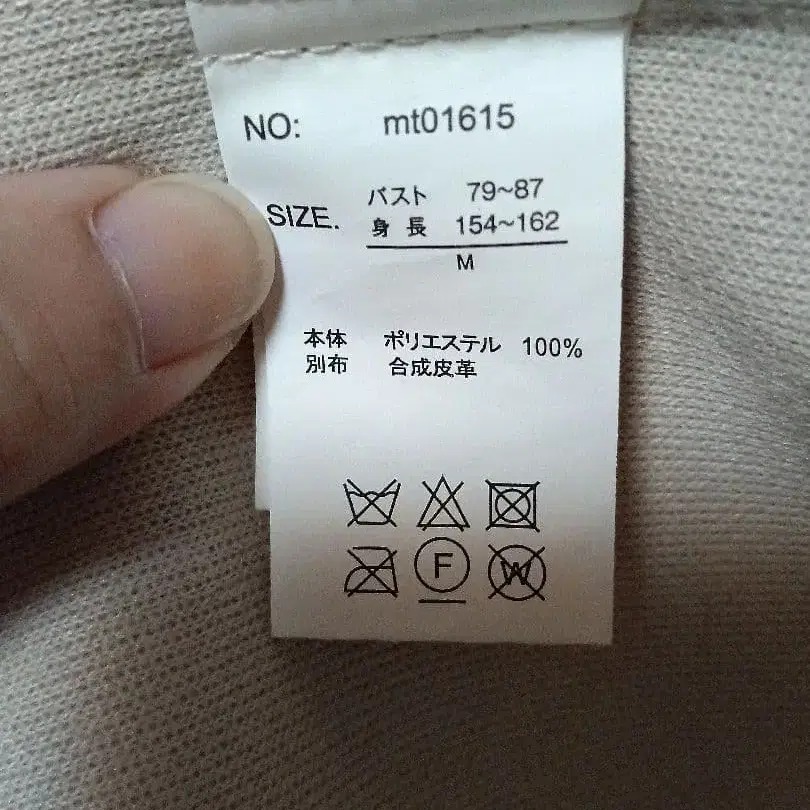 NO: mt01615
SIZE. バスト 79~87
身長 154~162
M
本体 ポリエステル 100%
別布 合成皮革
F
W